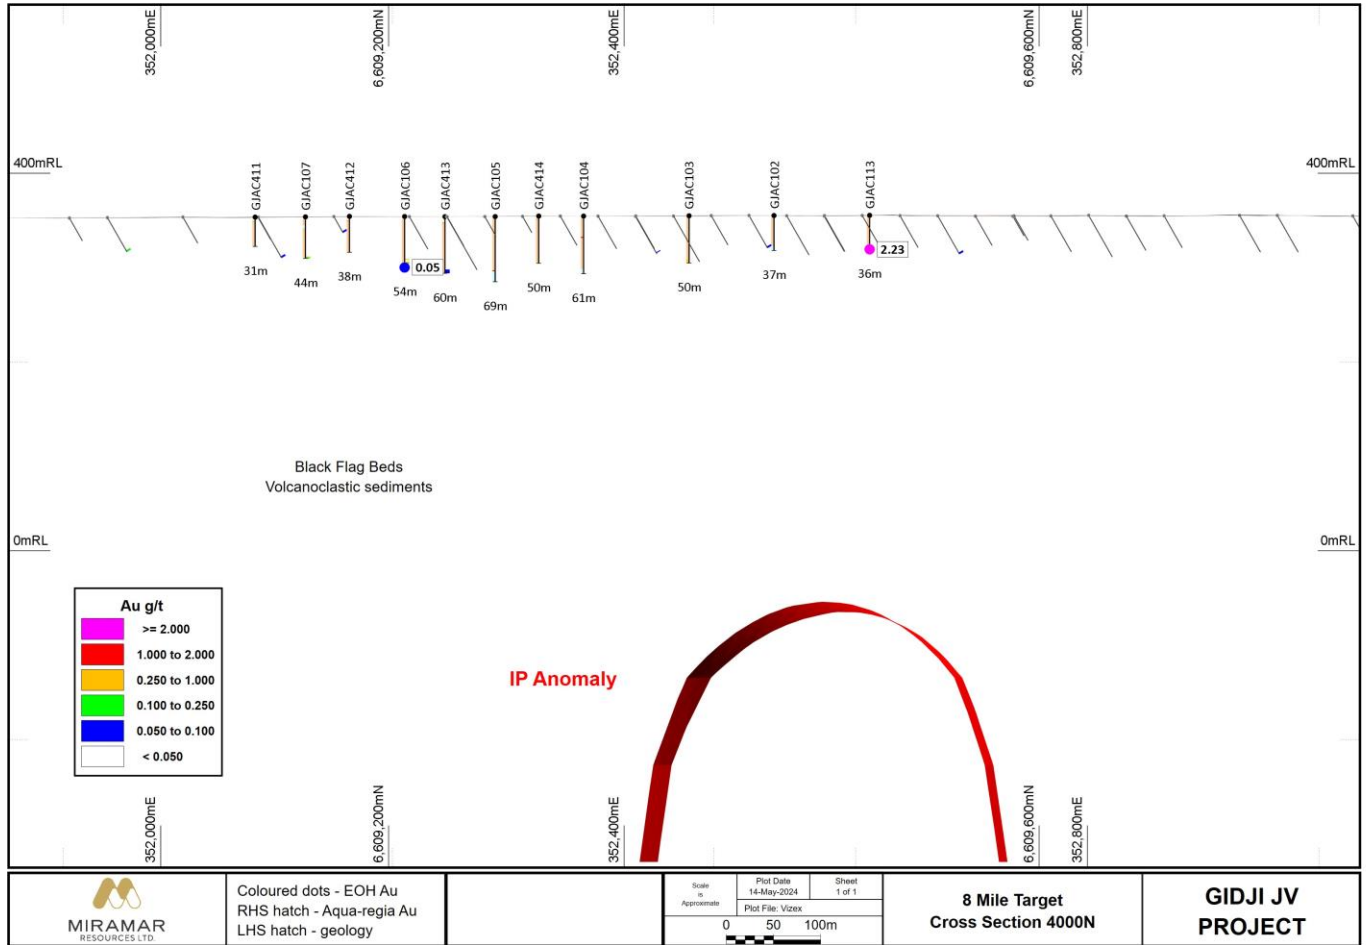 352,000mE
6,609,200mN
352,400mE
6,609,600mN
352,800mE
400mRL
400mRL
GJAC411
GJAC107
GJAC412
GJAC106
GJAC413
GJAC105
GJAC414
GJAC104
GJAC103
GJAC102
GJAC113
31m
44m
38m
54m
0.05
60m
69m
50m
61m
50m
37m
36m
2.23
Black Flag Beds
Volcanoclastic sediments
0mRL
0mRL
Au g/t
>= 2.000
1.000 to 2.000
0.250 to 1.000
0.100 to 0.250
0.050 to 0.100
< 0.050
IP Anomaly
352,000mE
6,609,200mN
352,400mE
6,609,600mN
352,800mE
MIRAMAR
RESOURCES LTD.
Coloured dots - EOH Au
RHS hatch - Aqua-regia Au
LHS hatch - geology
Scale
is
Approximate
Plot Date
14-May-2024
Sheet
1 of 1
Plot File: Vizex
0 50 100m
8 Mile Target
Cross Section 4000N
GIDJI JV
PROJECT